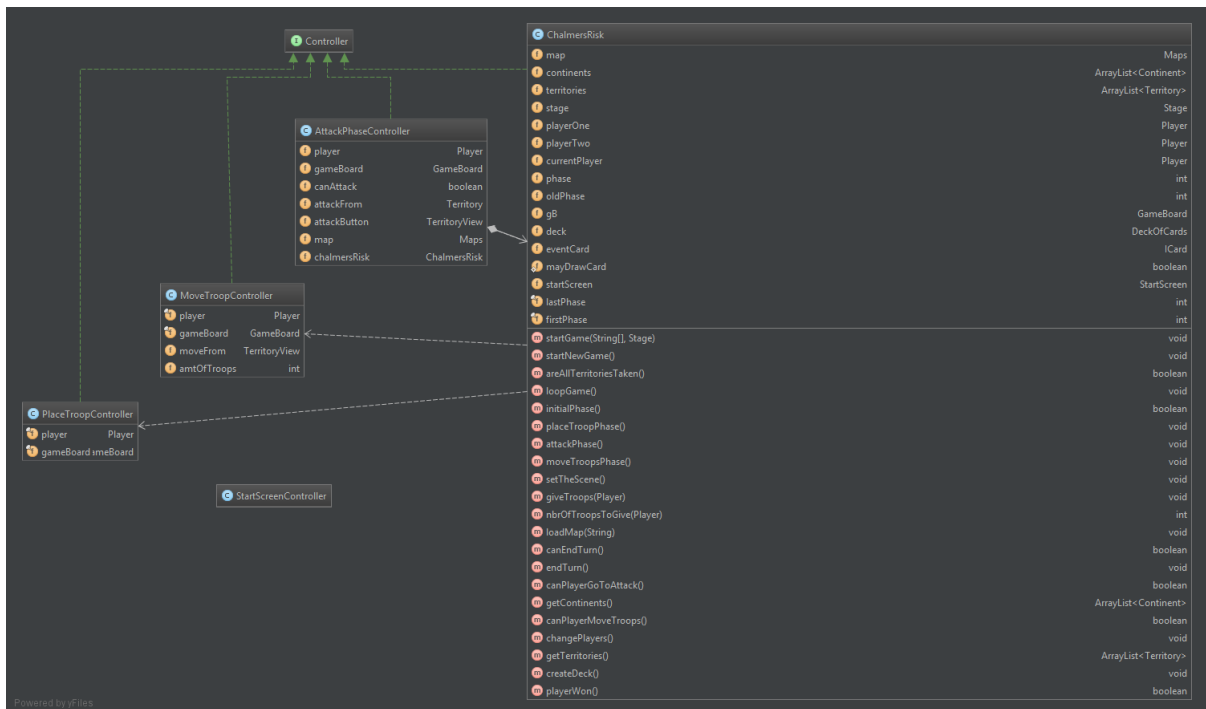 Controller
AttackPhaseController
player Player
gameBoard GameBoard
canAttack boolean
attackFrom Territory
attackButton TerritoryView
map Maps
chalmersRisk ChalmersRisk
MoveTroopController
player Player
gameBoard GameBoard
moveFrom TerritoryView
amtOfTroops int
PlaceTroopController
player Player
gameBoard meBoard
StartScreenController
ChalmersRisk
map Maps
continents ArrayList<Continent>
territories ArrayList<Territory>
stage Stage
playerOne Player
playerTwo Player
currentPlayer Player
phase int
oldPhase int
gB GameBoard
deck DeckOfCards
eventCard ICard
mayDrawCard boolean
startScreen StartScreen
lastPhase int
firstPhase int
startGame(String[], Stage) void
startNewGame() void
areAllTerritoriesTaken() boolean
loopGame() void
initialPhase() boolean
placeTroopPhase() void
attackPhase() void
moveTroopsPhase() void
setTheScene() void
giveTroops(Player) void
nbrOfTroopsToGive(Player) int
loadMap(String) void
canEndTurn() boolean
endTurn() void
canPlayerGoToAttack() boolean
getContinents() ArrayList<Continent>
canPlayerMoveTroops() boolean
changePlayers() void
getTerritories() ArrayList<Territory>
createDeck() void
playerWon() boolean
Powered by yFiles